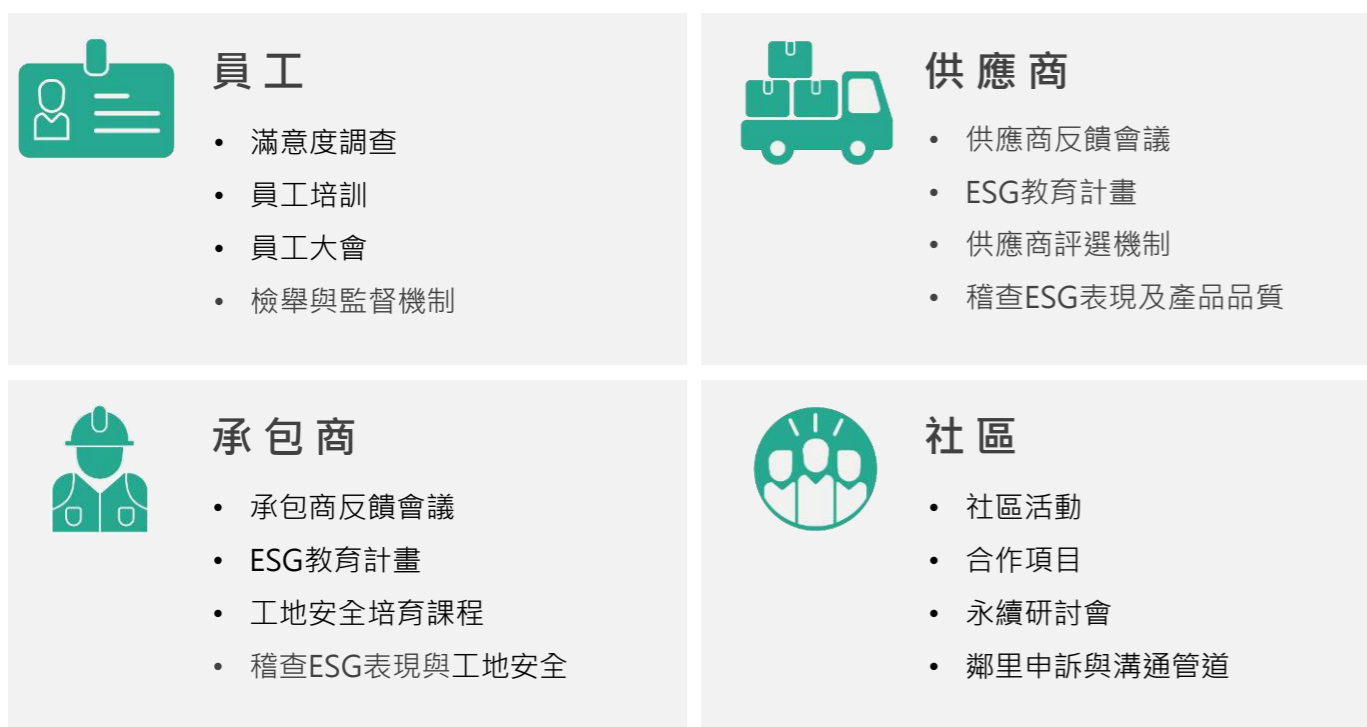 員工
• 滿意度調查
• 員工培訓
• 員工大會
• 檢舉與監督機制
供應商
• 供應商反饋會議
• ESG教育計畫
• 供應商評選機制
• 稽查ESG表現及產品品質
承包商
• 承包商反饋會議
• ESG教育計畫
• 工地安全培育課程
• 稽查ESG表現與工地安全
社區
• 社區活動
• 合作項目
• 永續研討會
• 鄰里申訴與溝通管道